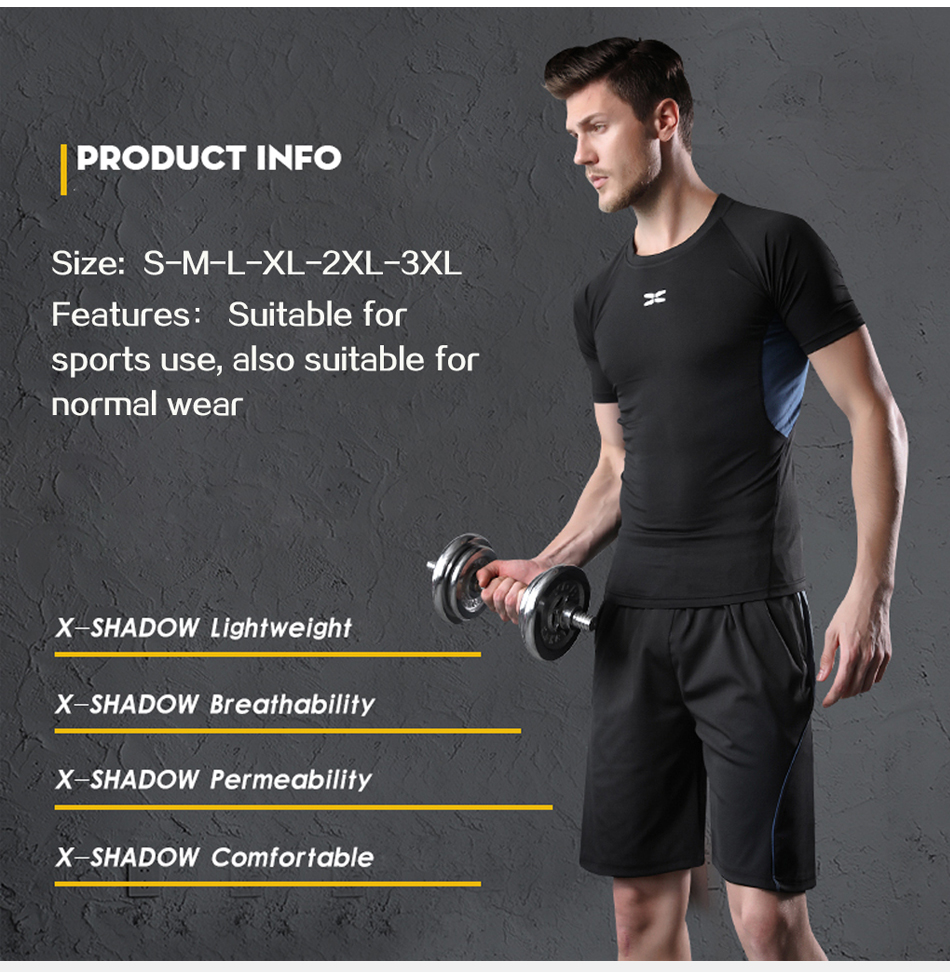 PRODUCT INFO
Size: S-M-L-XL-2XL-3XL
Features: Suitable for
sports use, also suitable for
normal wear
X-SHADOW Lightweight
X-SHADOW Breathability
X-SHADOW Permeability
X-SHADOW Comfortable